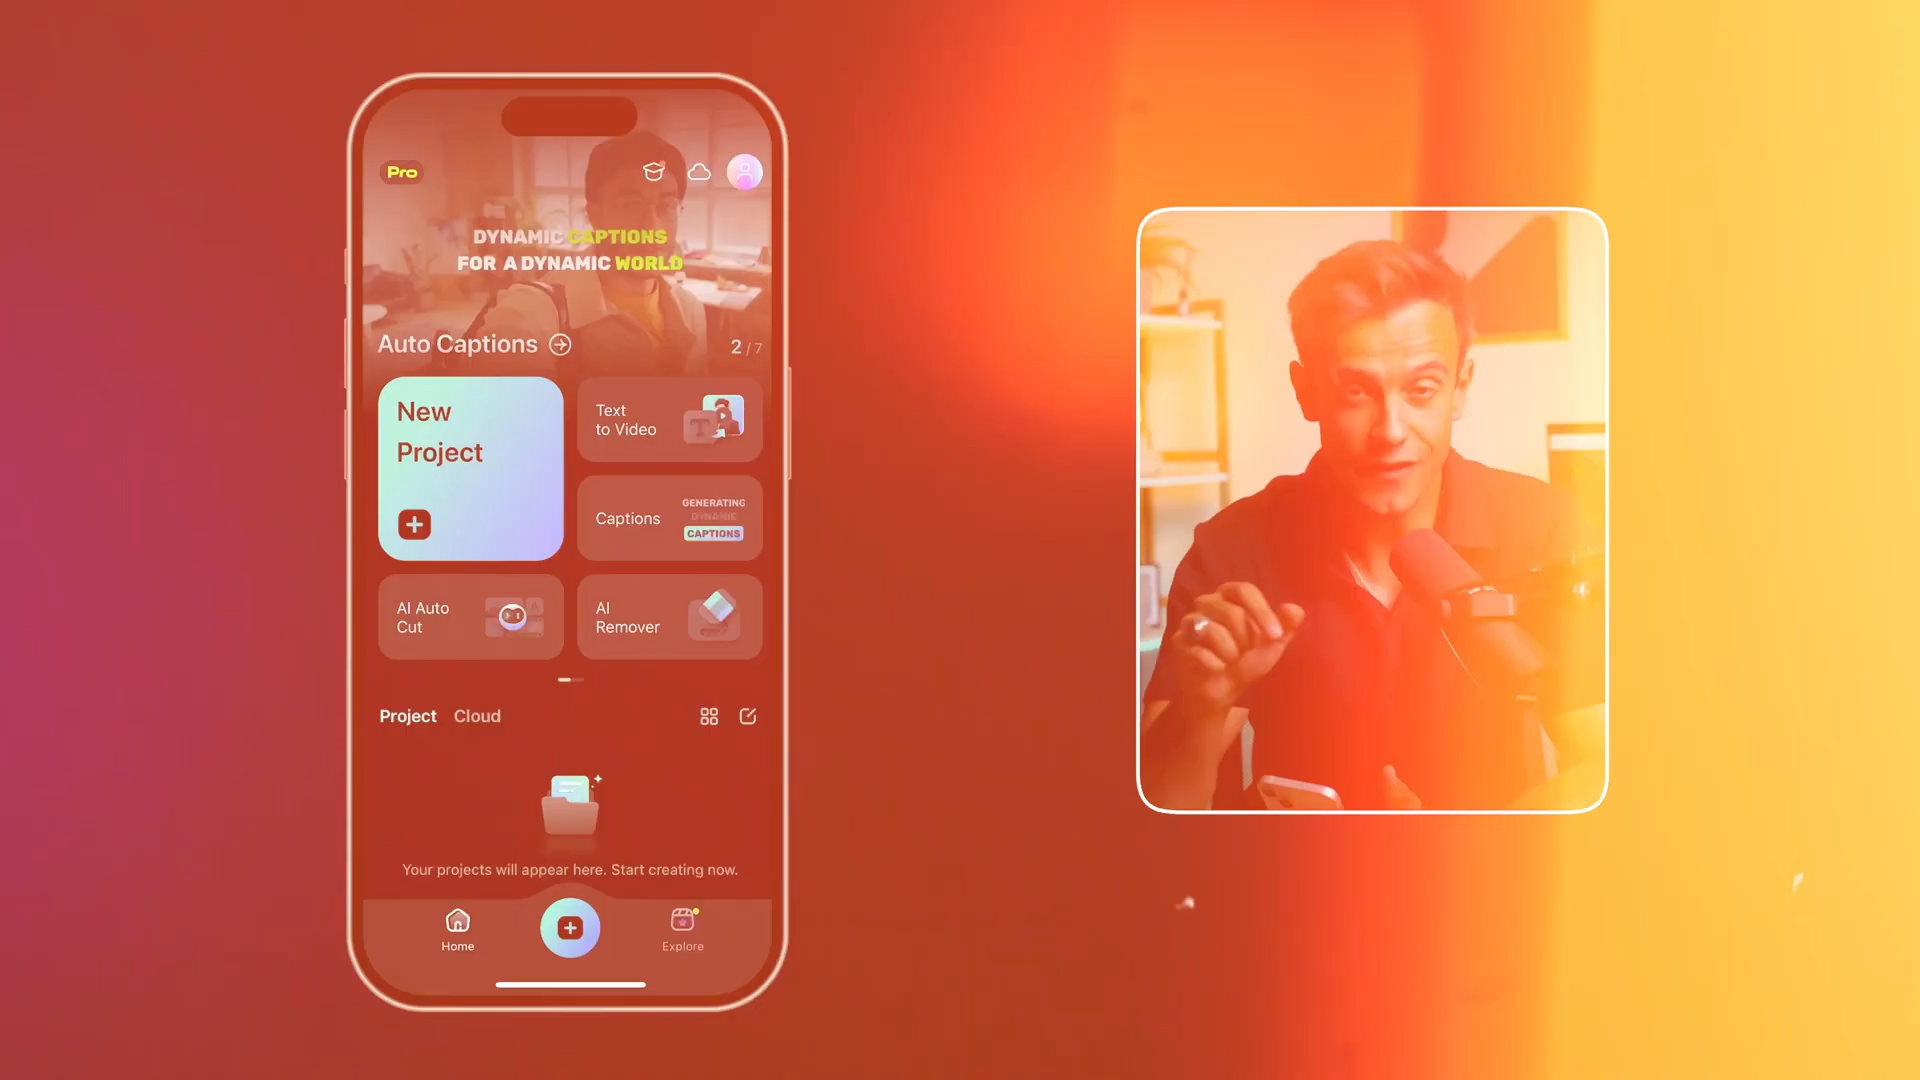 Pro
DYNAMIC CAPTIONS
FOR A DYNAMIC WORLD
Auto Captions
2 / 7
New
Project
Text
to Video
T
Captions
GENERATING
DYNAMIC
CAPTIONS
AI Auto
Cut
AI
Remover
Project Cloud
Your projects will appear here. Start creating now.
Home
Explore